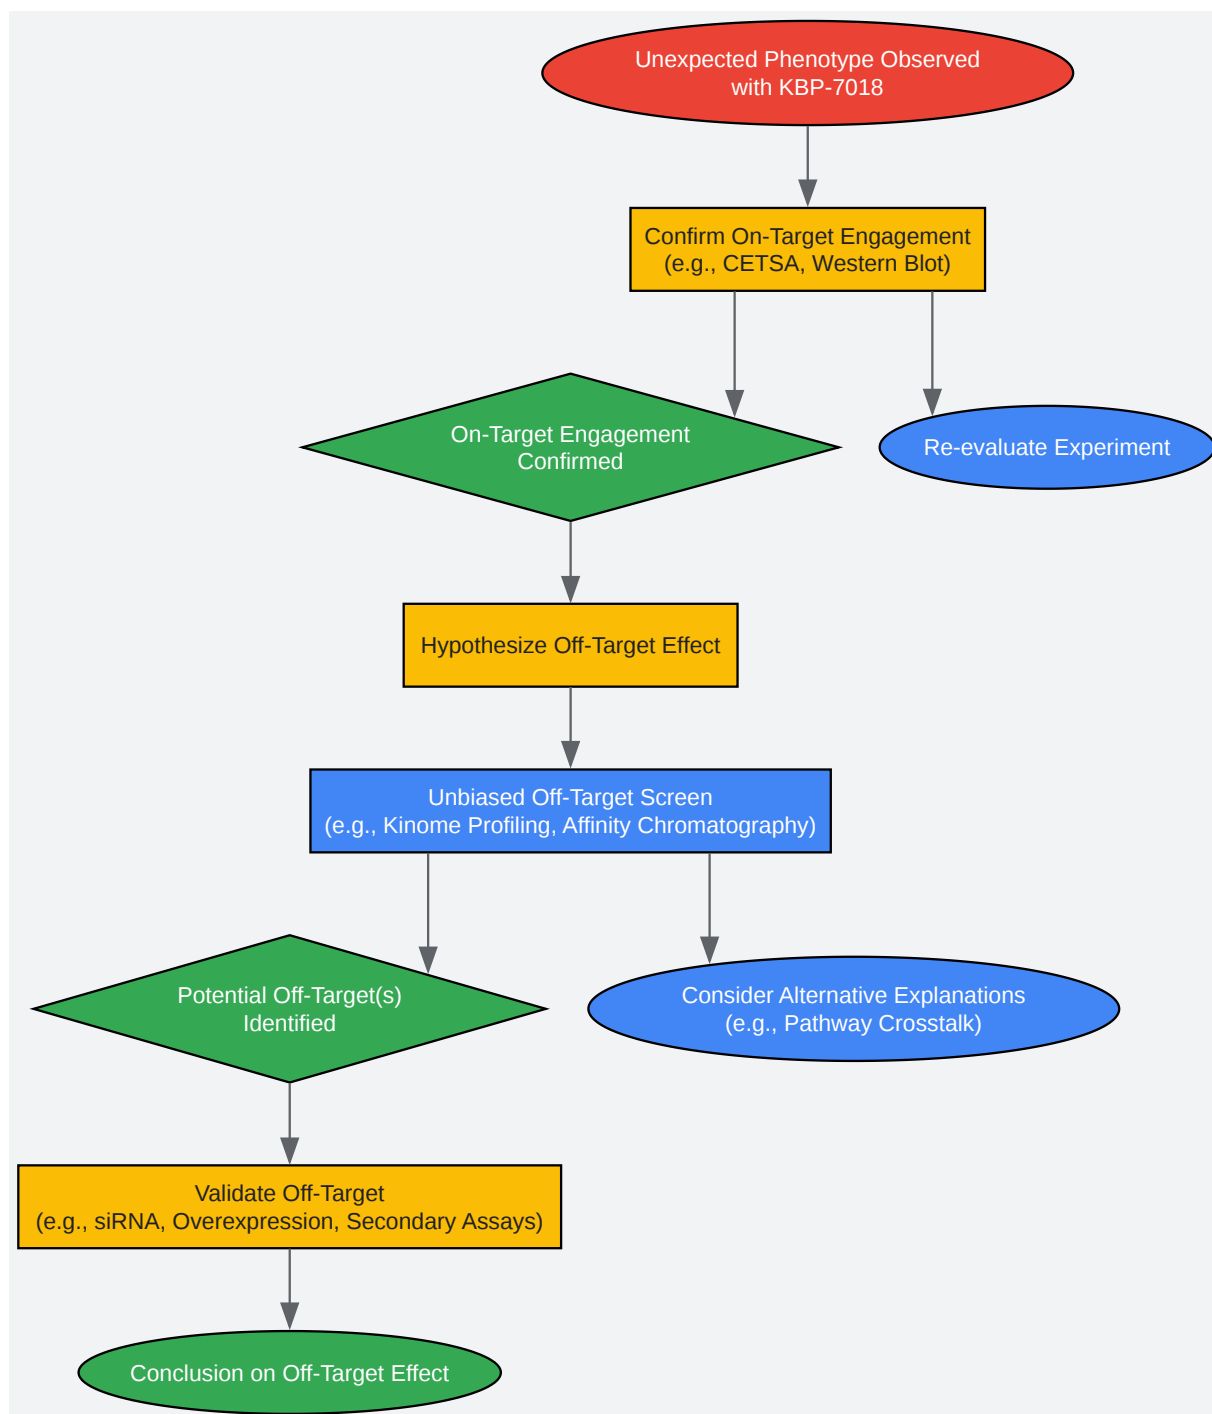 Unexpected Phenotype Observed
with KBP-7018
Confirm On-Target Engagement
(e.g., CETSA, Western Blot)
On-Target Engagement
Confirmed
Re-evaluate Experiment
Hypothesize Off-Target Effect
Unbiased Off-Target Screen
(e.g., Kinome Profiling, Affinity Chromatography)
Potential Off-Target(s)
Identified
Consider Alternative Explanations
(e.g., Pathway Crosstalk)
Validate Off-Target
(e.g., siRNA, Overexpression, Secondary Assays)
Conclusion on Off-Target Effect